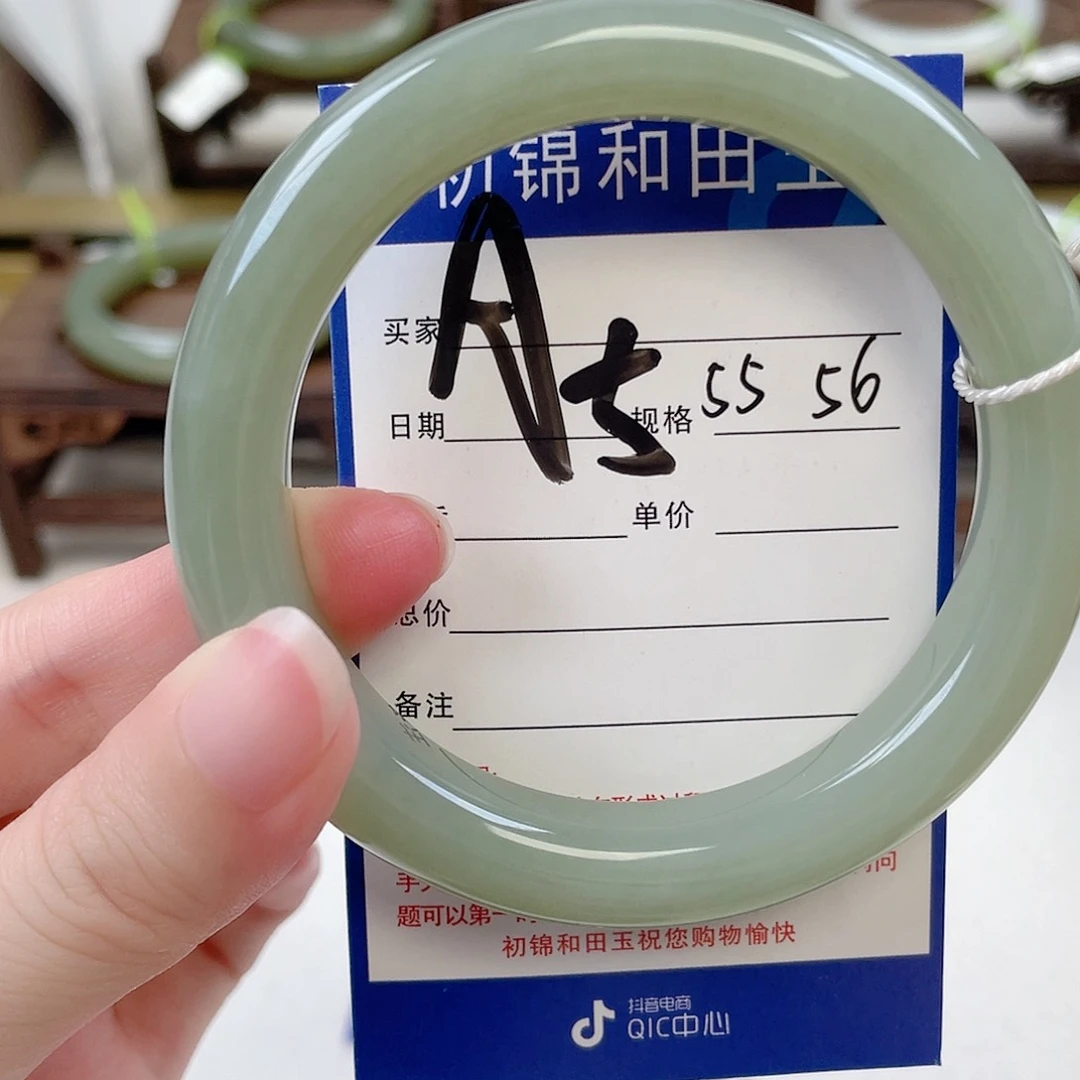 初锦和田玉
A5
买家
日期 规格 55 56
单价
总价
备注
题可以第一
初锦和田玉祝您购物愉快
抖音电商
QIC中心